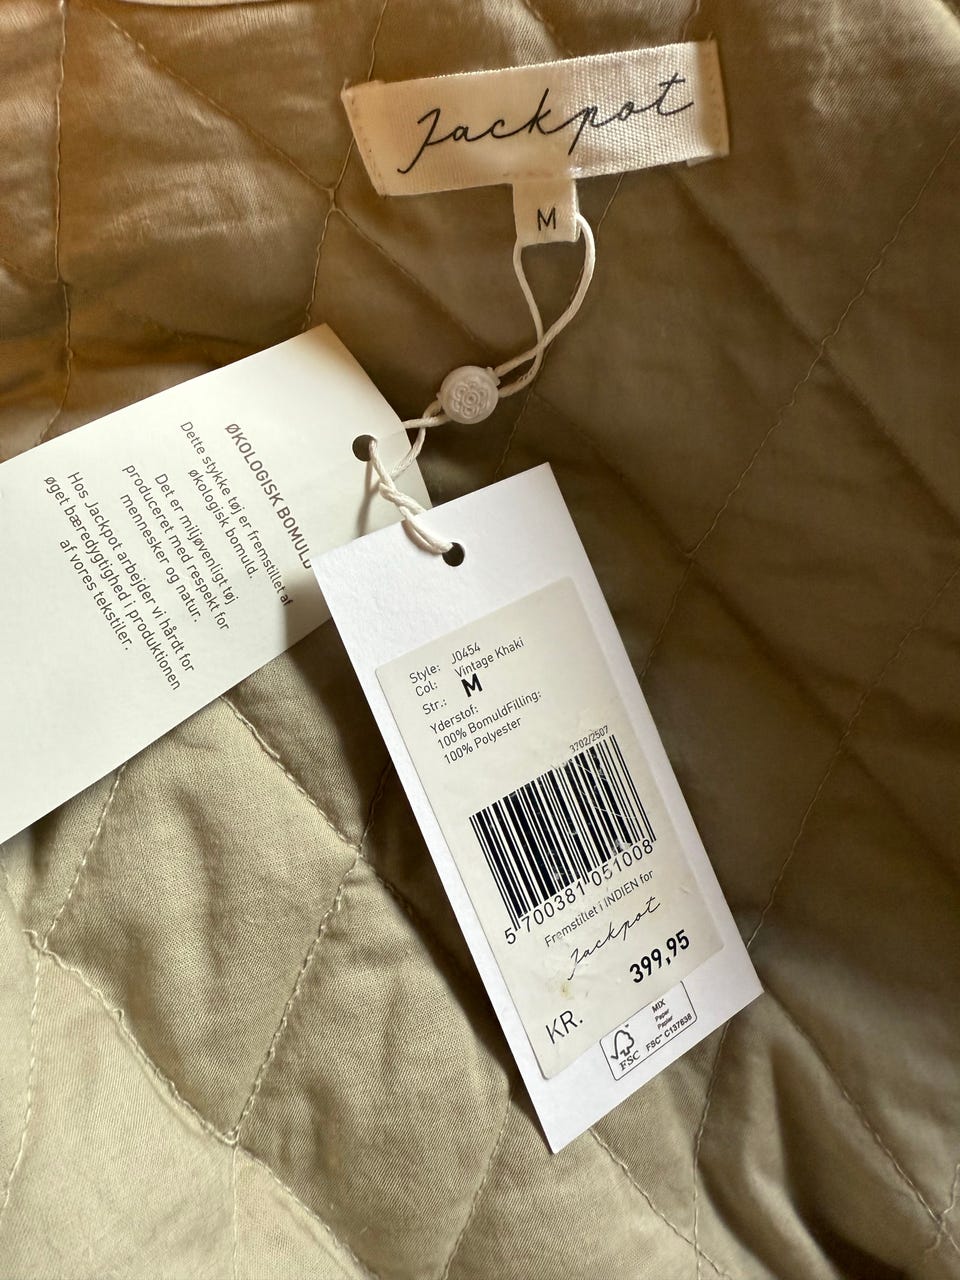 Jackpot
M
ØKOLOGISK BOMULD
Dette stykke tøj er fremstillet af
økologisk bomuld.
Det er miljøvenligt tøj
produceret med respekt for
mennesker og natur.
Hos Jackpot arbejder vi hårdt for
øget bæredygtighed i produktionen
af vores tekstiler.
Style: J0454
Col: Vintage Khaki
Str.: M
Yderstof:
100% BomuldFilling:
100% Polyester
3702/2507
5 700381 051008
Fremstillet i INDIEN for
Jackpot
399,95
KR.
FSC
MIX
Paper
Papier
FSC™ C137636